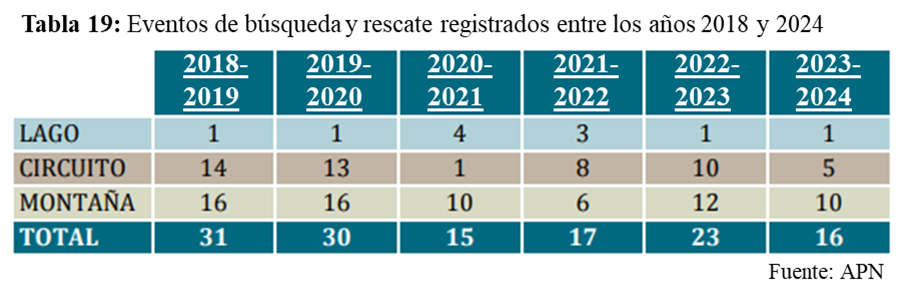 Tabla 19: Eventos de búsqueda y rescate registrados entre los años 2018 y 2024
2018-2019 2019-2020 2020-2021 2021-2022 2022-2023 2023-2024
LAGO 1 1 4 3 1 1
CIRCUITO 14 13 1 8 10 5
MONTAÑA 16 16 10 6 12 10
TOTAL 31 30 15 17 23 16
Fuente: APN